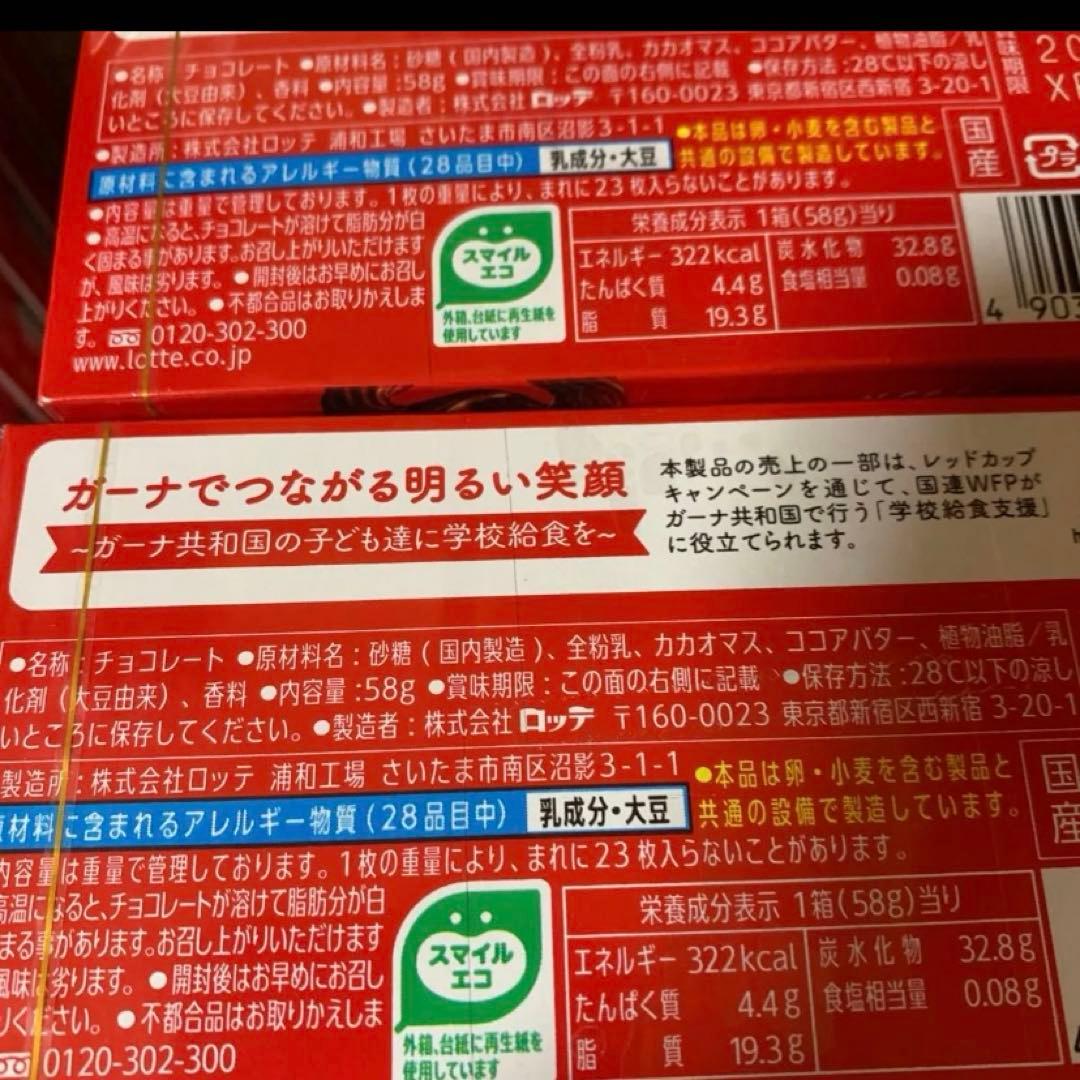 ●名称：チョコレート ●原材料名：砂糖（国内製造）、全粉乳、カカオマス、ココアバター、植物油脂／乳
化剤（大豆由来）、香料 ●内容量：58g ●賞味期限：この面の右側に記載 ●保存方法：28℃以下の涼し
いところに保存してください。●製造者：株式会社ロッテ 〒160-0023 東京都新宿区西新宿 3-20-1
●製造所：株式会社ロッテ 浦和工場 さいたま市南区沼影3-1-1
原材料に含まれるアレルギー物質（28品目中） 乳成分・大豆
●本品は卵・小麦を含む製品と
共通の設備で製造しています。
国産
味期限
20
プラ
●内容量は重量で管理しております。1枚の重量により、まれに23枚入らないことがあります。
●高温になると、チョコレートが溶けて脂肪分が白
く固まる事があります。お召し上がりいただけます
が、風味は劣ります。●開封後はお早めにお召し
上がりください。●不都合品はお取りかえしま
す。 0120-302-300
www.lotte.co.jp
スマイル
エコ
外箱、台紙に再生紙を
使用しています
栄養成分表示 1箱(58g)当り
エネルギー 322kcal 炭水化物 32.8g
たんぱく質 4.4g 食塩相当量 0.08g
脂質 19.3g
4 903
ガーナでつながる明るい笑顔
~ガーナ共和国の子ども達に学校給食を~
本製品の売上の一部は、レッドカップ
キャンペーンを通じて、国連WFPが
ガーナ共和国で行う「学校給食支援」
に役立てられます。
●名称：チョコレート ●原材料名：砂糖（国内製造）、全粉乳、カカオマス、ココアバター、植物油脂／乳
化剤（大豆由来）、香料 ●内容量：58g ●賞味期限：この面の右側に記載 ●保存方法：28℃以下の涼し
いところに保存してください。●製造者：株式会社ロッテ 〒160-0023 東京都新宿区西新宿 3-20-1
製造所：株式会社ロッテ 浦和工場 さいたま市南区沼影3-1-1
原材料に含まれるアレルギー物質（28品目中） 乳成分・大豆
●本品は卵・小麦を含む製品と
共通の設備で製造しています。
国産
内容量は重量で管理しております。1枚の重量により、まれに23枚入らないことがあります。
高温になると、チョコレートが溶けて脂肪分が白
まる事があります。お召し上がりいただけます
風味は劣ります。●開封後はお早めにお召し
りください。●不都合品はお取りかえしま
0120-302-300
スマイル
エコ
外箱、台紙に再生紙を
使用しています
栄養成分表示 1箱(58g)当り
エネルギー 322kcal 炭水化物 32.8g
たんぱく質 4.4g 食塩相当量 0.08g
脂質 19.3g